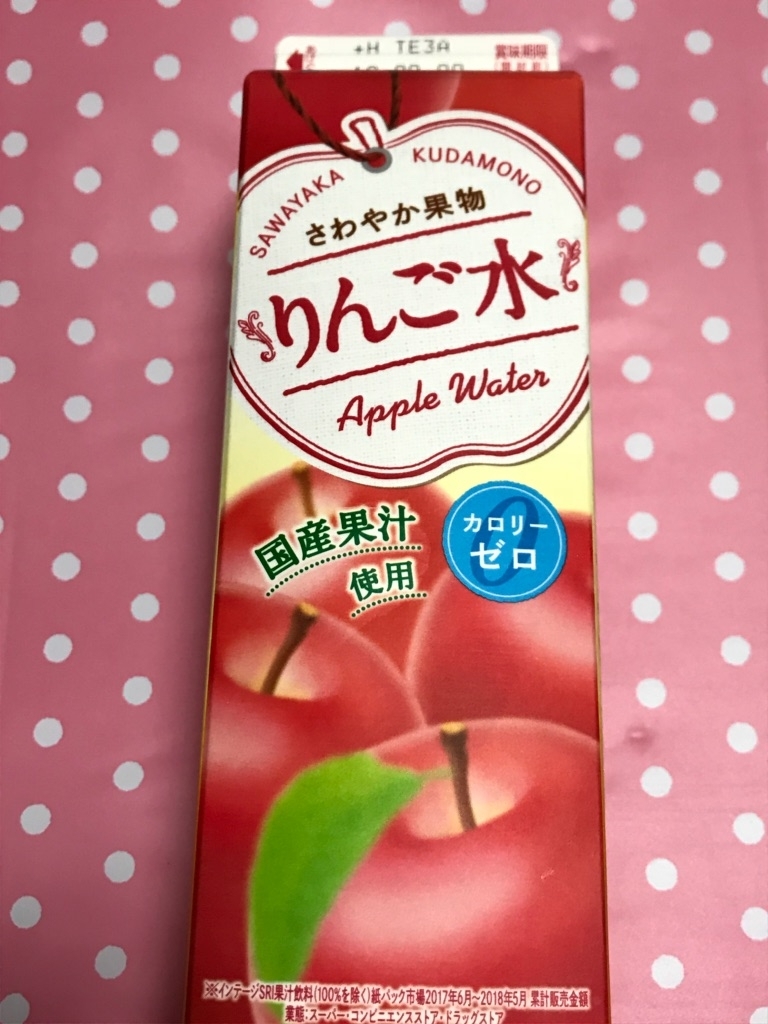 +H TE3A
賞味期限
SAWAYAKA KUDAMONO
さわやか果物
りんご水
Apple Water
国産果汁
使用
カロリー
ゼロ
0
※インテージSRI果汁飲料(100%を除く)紙パック市場2017年6月～2018年5月 累計販売金額
業態:スーパー・コンビニエンスストア・ドラッグストア